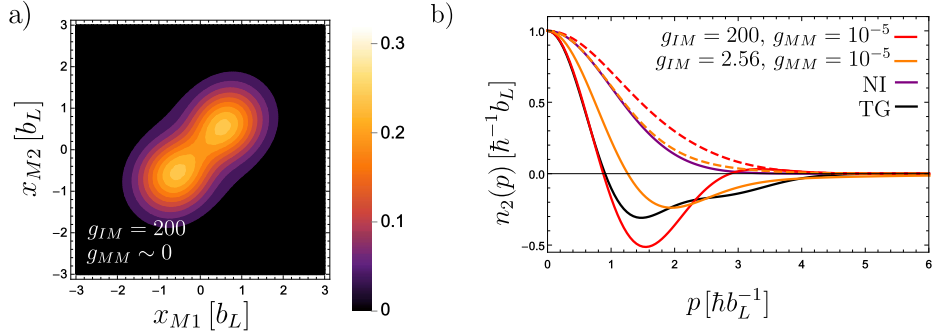 a)
x_{M2} [b_L]
3
2
1
0
-1
-2
-3
g_{IM} = 200
g_{MM} ∼ 0
-3 -2 -1 0 1 2 3
x_{M1} [b_L]
0.3
0.2
0.1
0
b)
n_2(p) [ℏ^{-1}b_L]
1.0
0.5
0.0
-0.5
g_{IM} = 200, g_{MM} = 10^{-5}
g_{IM} = 2.56, g_{MM} = 10^{-5}
NI
TG
0 1 2 3 4 5 6
p [ℏb_L^{-1}]